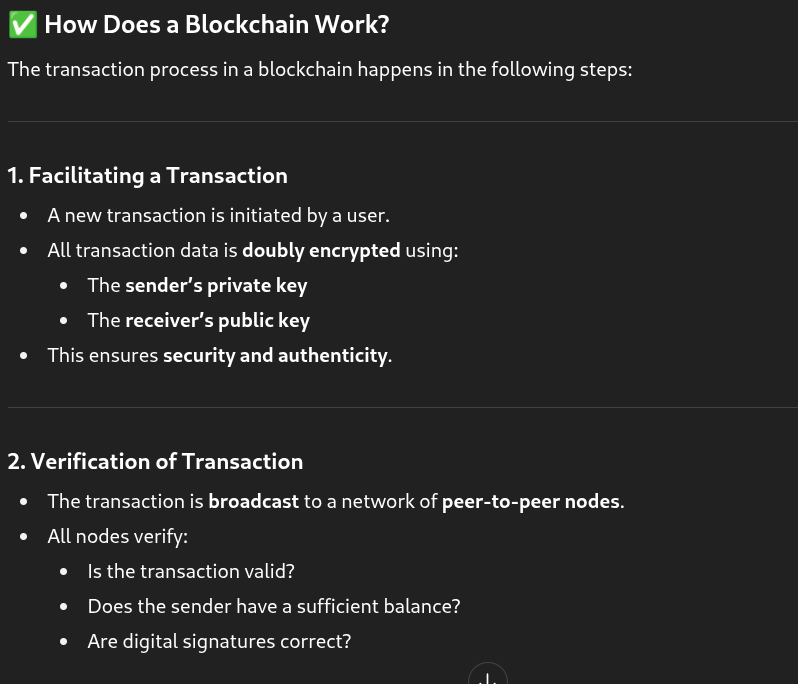 ✅ How Does a Blockchain Work?
The transaction process in a blockchain happens in the following steps:
1. Facilitating a Transaction
• A new transaction is initiated by a user.
• All transaction data is doubly encrypted using:
• The sender’s private key
• The receiver’s public key
• This ensures security and authenticity.
2. Verification of Transaction
• The transaction is broadcast to a network of peer-to-peer nodes.
• All nodes verify:
• Is the transaction valid?
• Does the sender have a sufficient balance?
• Are digital signatures correct?